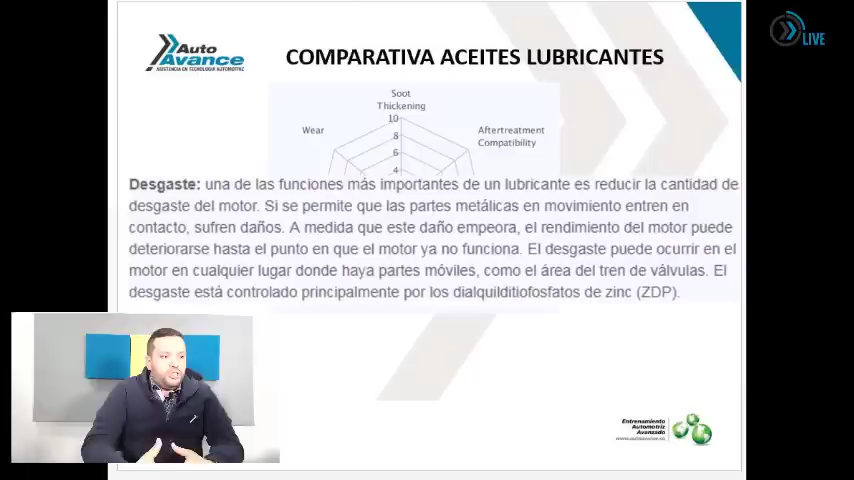 Auto
Avance
ASISTENCIA EN TECNOLOGÍA AUTOMOTRIZ
COMPARATIVA ACEITES LUBRICANTES
LIVE
Soot
Thickening
Wear
10
Aftertreatment
Compatibility
8
6
4
Desgaste: una de las funciones más importantes de un lubricante es reducir la cantidad de
desgaste del motor. Si se permite que las partes metálicas en movimiento entren en
contacto, sufren daños. A medida que este daño empeora, el rendimiento del motor puede
deteriorarse hasta el punto en que el motor ya no funciona. El desgaste puede ocurrir en el
motor en cualquier lugar donde haya partes móviles, como el área del tren de válvulas. El
desgaste está controlado principalmente por los dialquilditiofosfatos de zinc (ZDP).
Entrenamiento
Automotriz
Avanzado